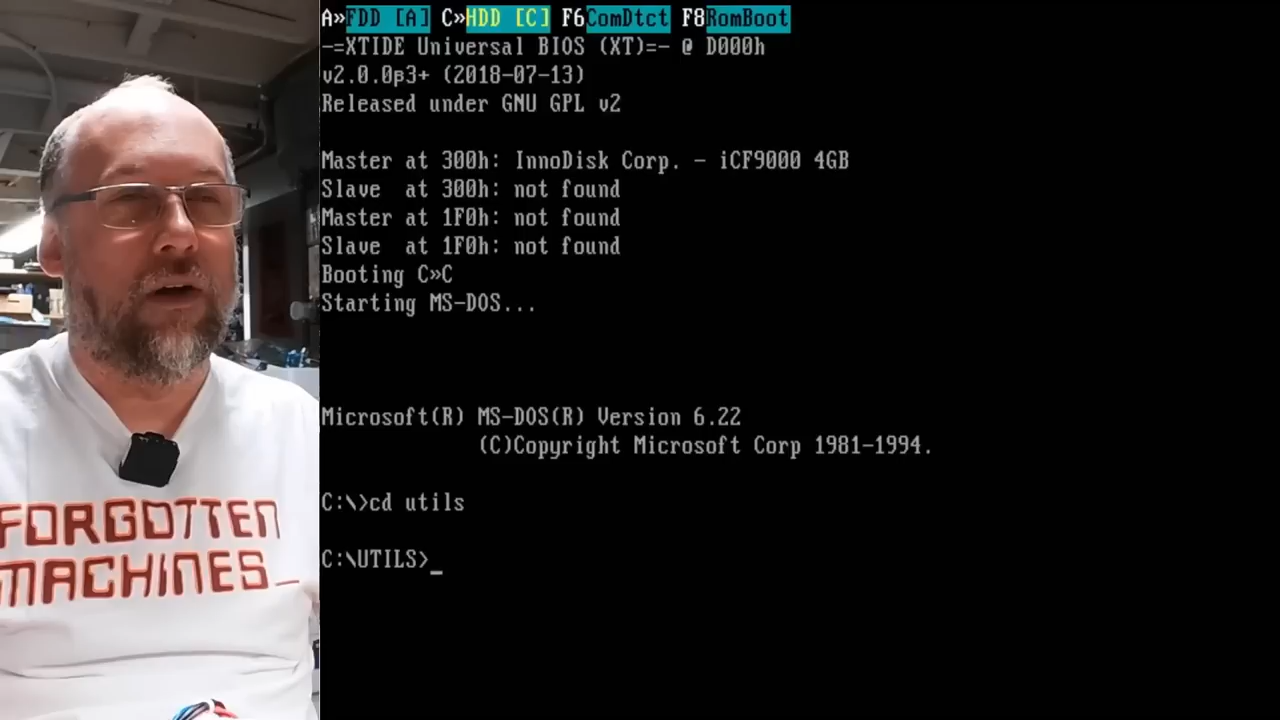 A»FDD [A] C»HDD [C] F6ComDtct F8RomBoot
-=XTIDE Universal BIOS (XT)=- @ D000h
v2.0.0β3+ (2018-07-13)
Released under GNU GPL v2
Master at 300h: InnoDisk Corp. - iCF9000 4GB
Slave  at 300h: not found
Master at 1F0h: not found
Slave  at 1F0h: not found
Booting C»C
Starting MS-DOS...
Microsoft(R) MS-DOS(R) Version 6.22
(C)Copyright Microsoft Corp 1981-1994.
C:\>cd utils
C:\UTILS>_
FORGOTTEN
MACHINES_